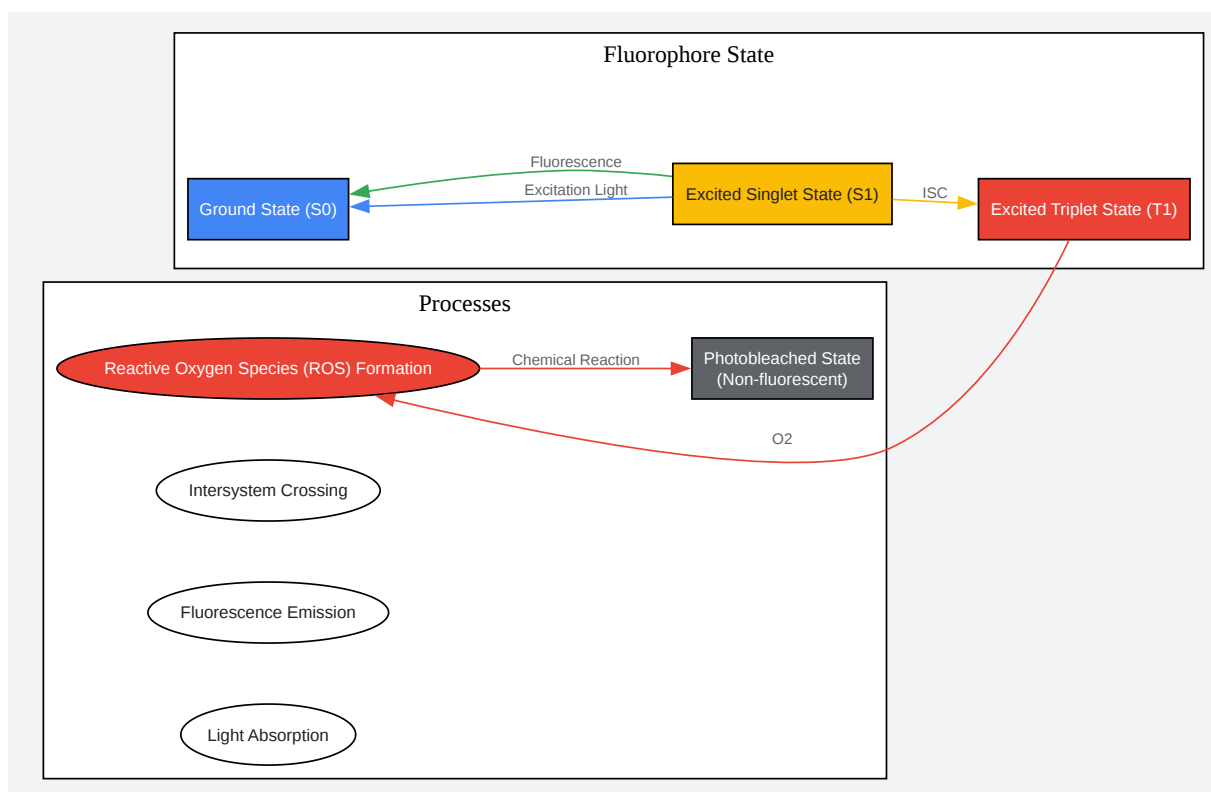 Fluorophore State
Fluorescence
Excitation Light
Ground State (S0)
Excited Singlet State (S1)
ISC
Excited Triplet State (T1)
Processes
Reactive Oxygen Species (ROS) Formation
Chemical Reaction
Photobleached State
(Non-fluorescent)
O2
Intersystem Crossing
Fluorescence Emission
Light Absorption